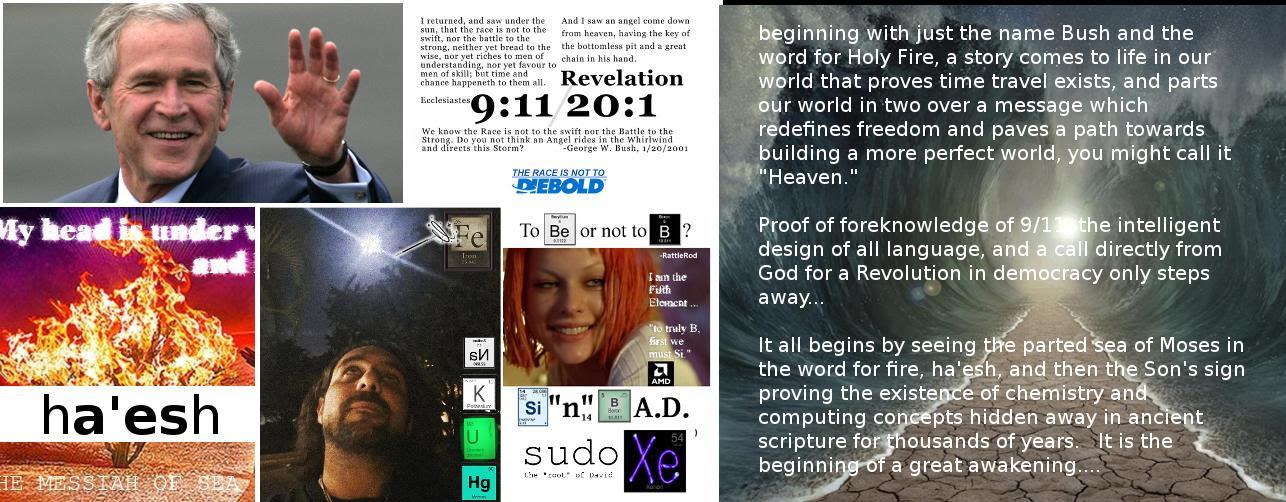 I returned, and saw under the
sun, that the race is not to the
swift, nor the battle to the
strong, neither yet bread to the
wise, nor yet riches to men of
understanding, nor yet favour to
men of skill; but time and
chance happeneth to them all.
Ecclesiastes 9:11
And I saw an angel come down
from heaven, having the key of
the bottomless pit and a great
chain in his hand.
Revelation
20:1
We know the Race is not to the swift nor the Battle to the
Strong. Do you not think an Angel rides in the Whirlwind
and directs this Storm? -George W. Bush, 1/20/2001
THE RACE IS NOT TO
DIEBOLD
My head is under
and
ha'esh
HE MESSIAH OF SEA
Fe
Iron
Na
K
Potassium
U
Hg
To Be or not to B?
-RattleRod
I am the
Fifth
Element ...
"to truly B,
first we
must Si."
AMD
Si "n" 14 B A.D.
)
sudo Xe
54
Xenon
the "root" of David
beginning with just the name Bush and the
word for Holy Fire, a story comes to life in our
world that proves time travel exists, and parts
our world in two over a message which
redefines freedom and paves a path towards
building a more perfect world, you might call it
"Heaven."
Proof of foreknowledge of 9/11, the intelligent
design of all language, and a call directly from
God for a Revolution in democracy only steps
away...
It all begins by seeing the parted sea of Moses in
the word for fire, ha'esh, and then the Son's sign
proving the existence of chemistry and
computing concepts hidden away in ancient
scripture for thousands of years. It is the
beginning of a great awakening....